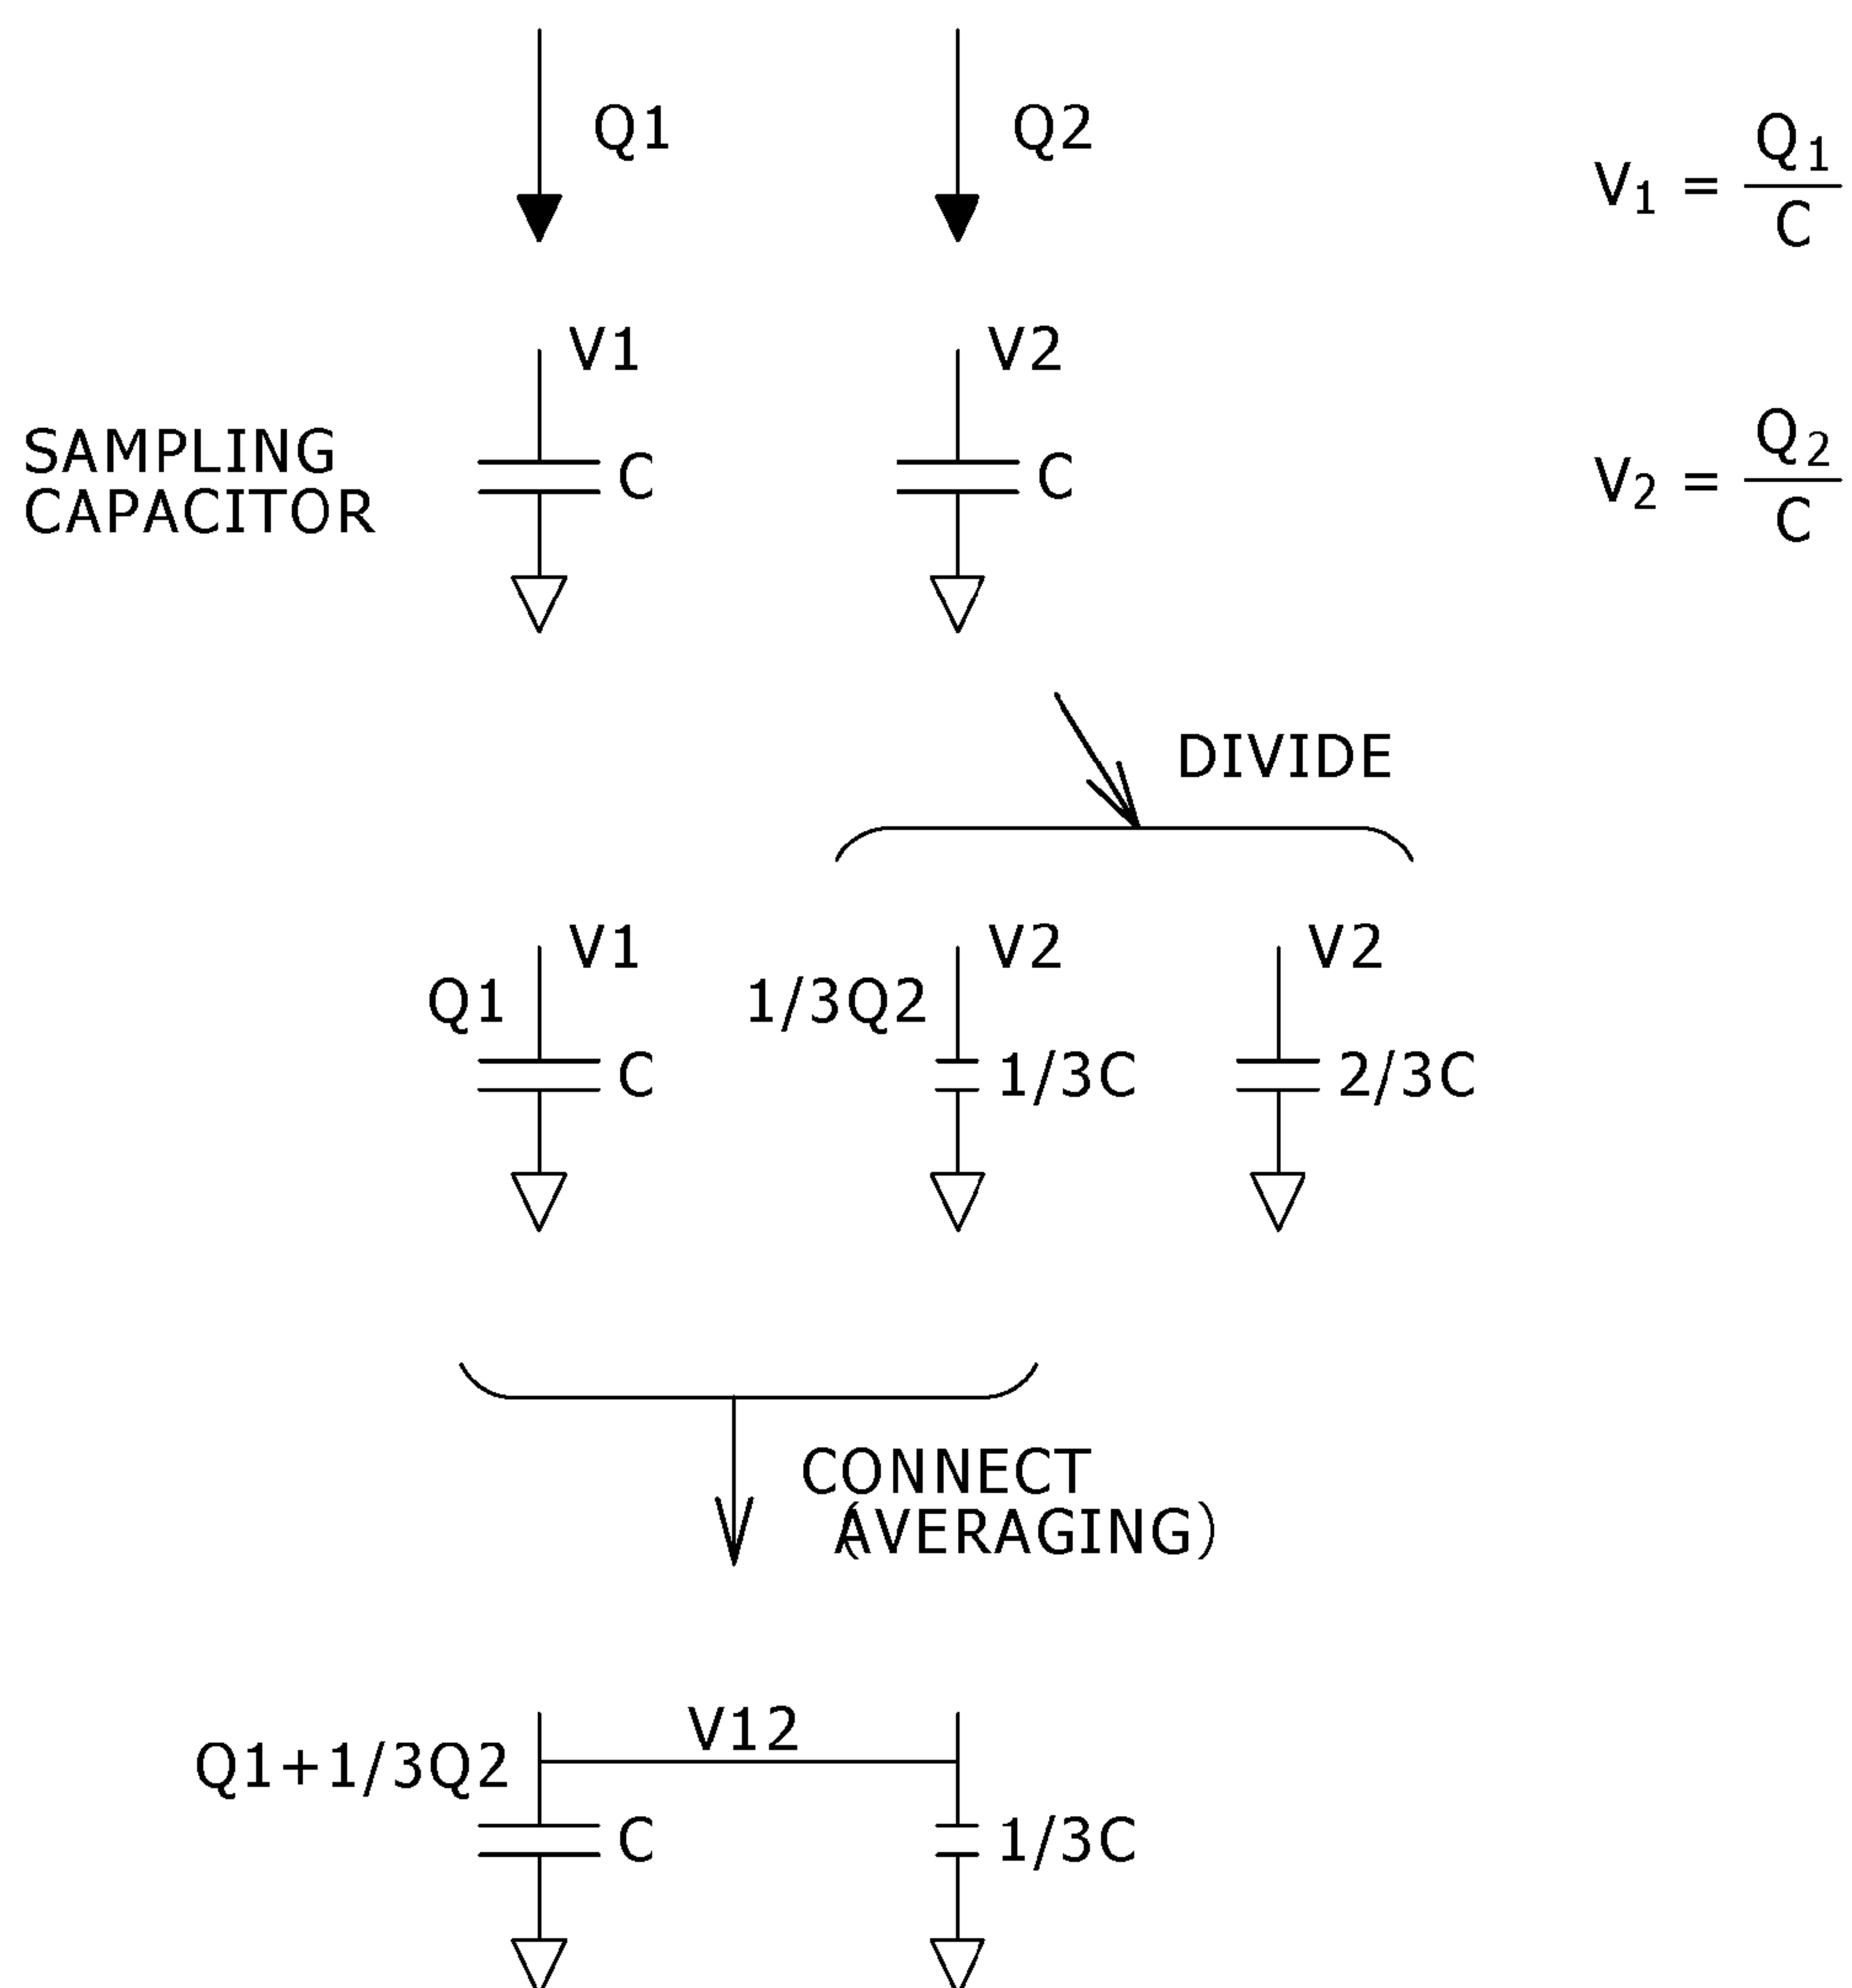 Q1
Q2
V₁ = Q₁/C
V1
V2
SAMPLING
CAPACITOR
C
C
V₂ = Q₂/C
DIVIDE
V1
V2
V2
Q1
1/3Q2
C
1/3C
2/3C
CONNECT
(AVERAGING)
V12
Q1+1/3Q2
C
1/3C